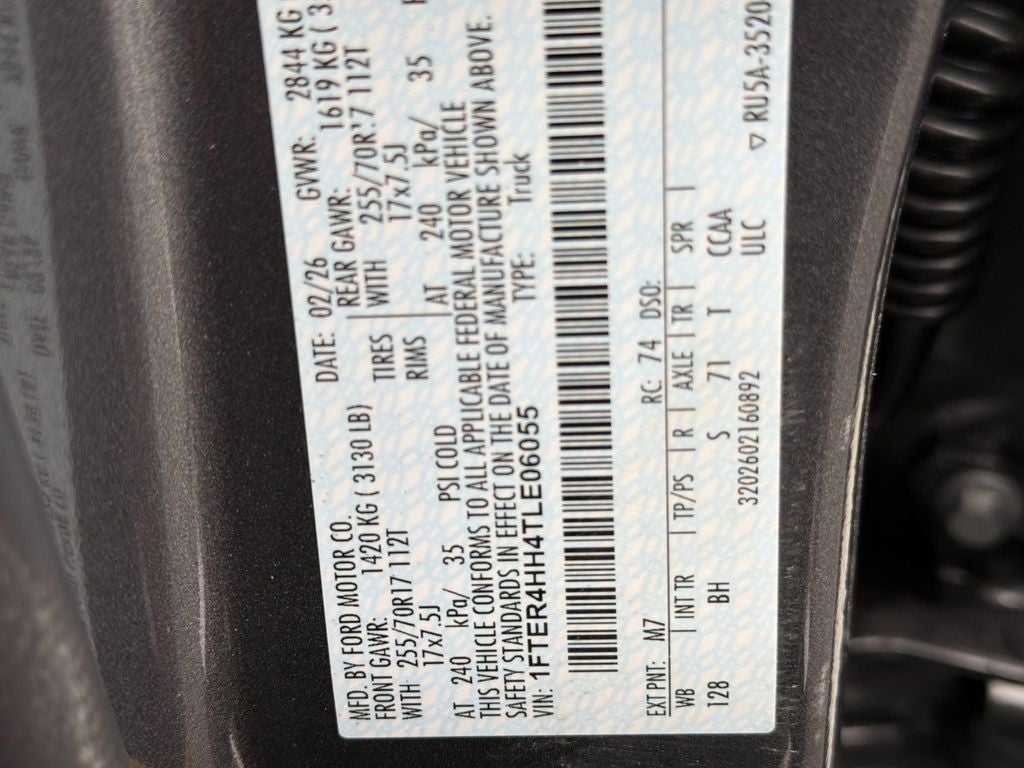 MFD. BY FORD MOTOR CO. DATE: 02/26 GVWR: 2844 KG
FRONT GAWR: 1420 KG ( 3130 LB) REAR GAWR: 1619 KG ( 3
WITH: 255/70R17 112T TIRES WITH 255/70R17 112T
17x7.5J RIMS 17x7.5J
AT 240 kPa/ 35 PSI COLD AT 240 kPa/ 35
THIS VEHICLE CONFORMS TO ALL APPLICABLE FEDERAL MOTOR VEHICLE
SAFETY STANDARDS IN EFFECT ON THE DATE OF MANUFACTURE SHOWN ABOVE.
VIN: 1FTER4HH4TLE06055 TYPE: Truck
EXT PNT: M7 RC: 74 DSO:
WB | INT TR | TP/PS | R | AXLE | TR | SPR |
128 BH S 71 T CCAA
3202602160892 ULC ▽ RU5A-3520